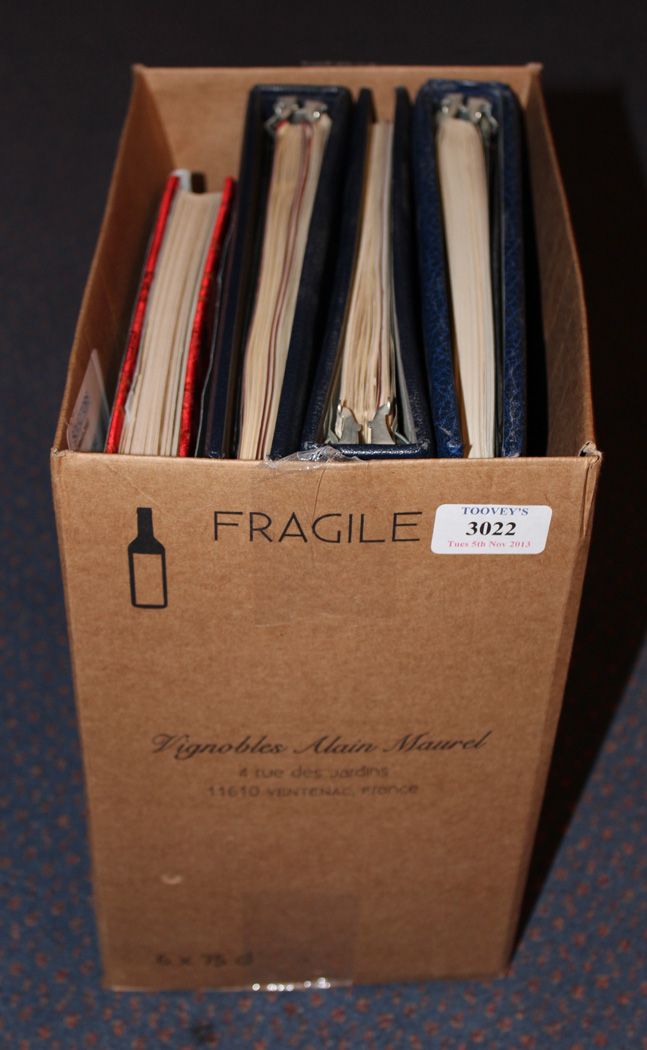 FRAGILE
TOOVEY'S
3022
Tues 5th Nov 2013
Vignobles Alain Maurel
4 rue des Jardins
11610 VENTENAC, France
6 x 75 cl